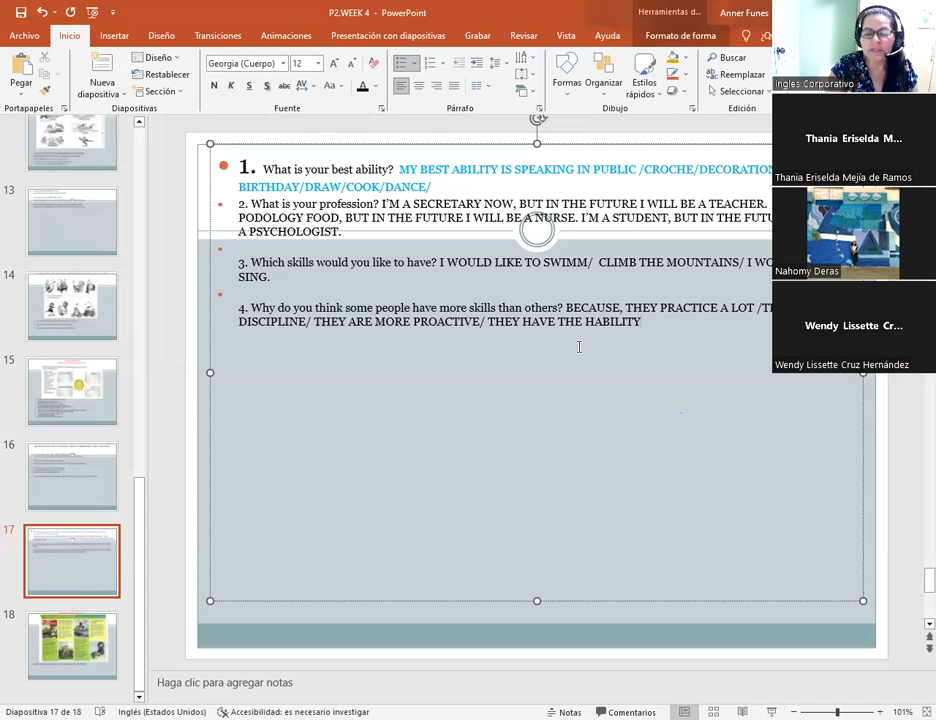 P2.WEEK 4 - PowerPoint
Herramientas d...
Anner Funes
Archivo Inicio Insertar Diseño Transiciones Animaciones Presentación con diapositivas Grabar Revisar Vista Ayuda Formato de forma
Pegar
Nueva
diapositiva
Diseño
Restablecer
Sección
Georgia (Cuerpo) 12
N K S S abc AV Aa A
Formas Organizar Estilos
rápidos
Buscar
Reemplazar
Seleccionar
Portapapeles Diapositivas Fuente Párrafo Dibujo Edición
Ingles Corporativo
Thania Eriselda M...
Thania Eriselda Mejía de Ramos
Nahomy Deras
Wendy Lissette Cr...
Wendy Lissette Cruz Hernández
13
14
15
16
17
18
1. What is your best ability? MY BEST ABILITY IS SPEAKING IN PUBLIC /CROCHE/DECORATION
BIRTHDAY/DRAW/COOK/DANCE/
2. What is your profession? I'M A SECRETARY NOW, BUT IN THE FUTURE I WILL BE A TEACHER.
PODOLOGY FOOD, BUT IN THE FUTURE I WILL BE A NURSE. I'M A STUDENT, BUT IN THE FUTU
A PSYCHOLOGIST.
3. Which skills would you like to have? I WOULD LIKE TO SWIMM/ CLIMB THE MOUNTAINS/ I WO
SING.
4. Why do you think some people have more skills than others? BECAUSE, THEY PRACTICE A LOT /TH
DISCIPLINE/ THEY ARE MORE PROACTIVE/ THEY HAVE THE HABILITY
Haga clic para agregar notas
Diapositiva 17 de 18 Inglés (Estados Unidos) Accesibilidad: es necesario investigar Notas Comentarios 101%